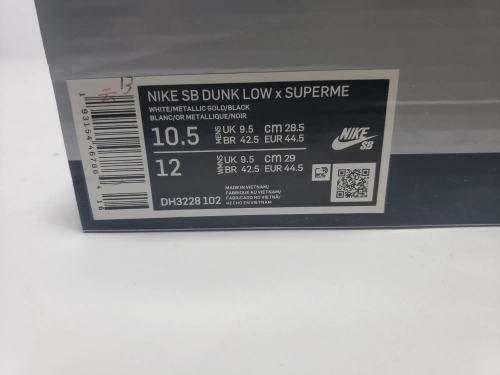 NIKE SB DUNK LOW x SUPERME
WHITE/METALLIC GOLD/BLACK
BLANC/OR METALLIQUE/NOIR
10.5 MENS UK 9.5 CM 28.5
BR 42.5 EUR 44.5
12 WMNS UK 9.5 CM 29
BR 42.5 EUR 44.5
NIKE
SB
MADE IN VIETNAM/
FABRIQUE AU VIETNAM/
FABRICADO NO VIETNÃ/
HECHO EN VIETNAM
DH3228 102
13